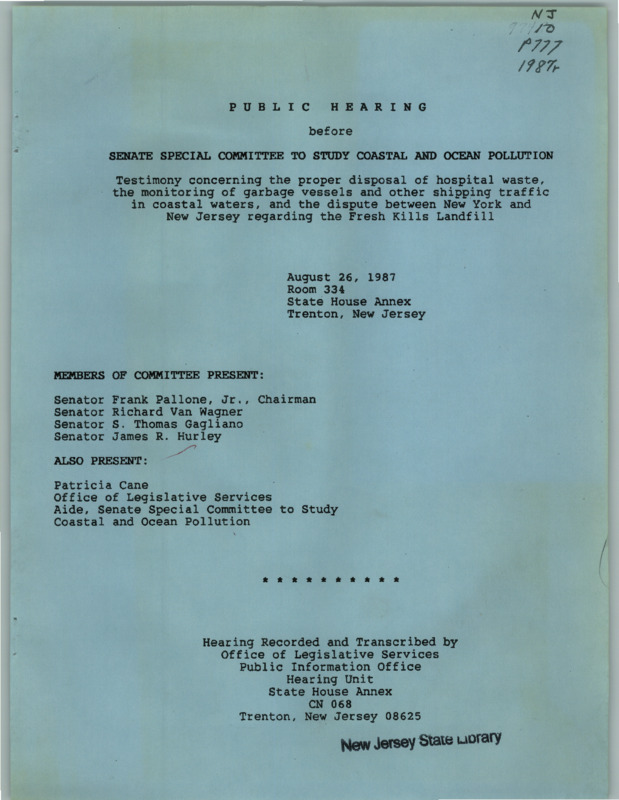 NJ
10
P777
1987r
PUBLIC HEARING
before
SENATE SPECIAL COMMITTEE TO STUDY COASTAL AND OCEAN POLLUTION
Testimony concerning the proper disposal of hospital waste,
the monitoring of garbage vessels and other shipping traffic
in coastal waters, and the dispute between New York and
New Jersey regarding the Fresh Kills Landfill
August 26, 1987
Room 334
State House Annex
Trenton, New Jersey
MEMBERS OF COMMITTEE PRESENT:
Senator Frank Pallone, Jr., Chairman
Senator Richard Van Wagner
Senator S. Thomas Gagliano
Senator James R. Hurley
ALSO PRESENT:
Patricia Cane
Office of Legislative Services
Aide, Senate Special Committee to Study
Coastal and Ocean Pollution
* * * * * * * * * *
Hearing Recorded and Transcribed by
Office of Legislative Services
Public Information Office
Hearing Unit
State House Annex
CN 068
Trenton, New Jersey 08625
New Jersey State Library